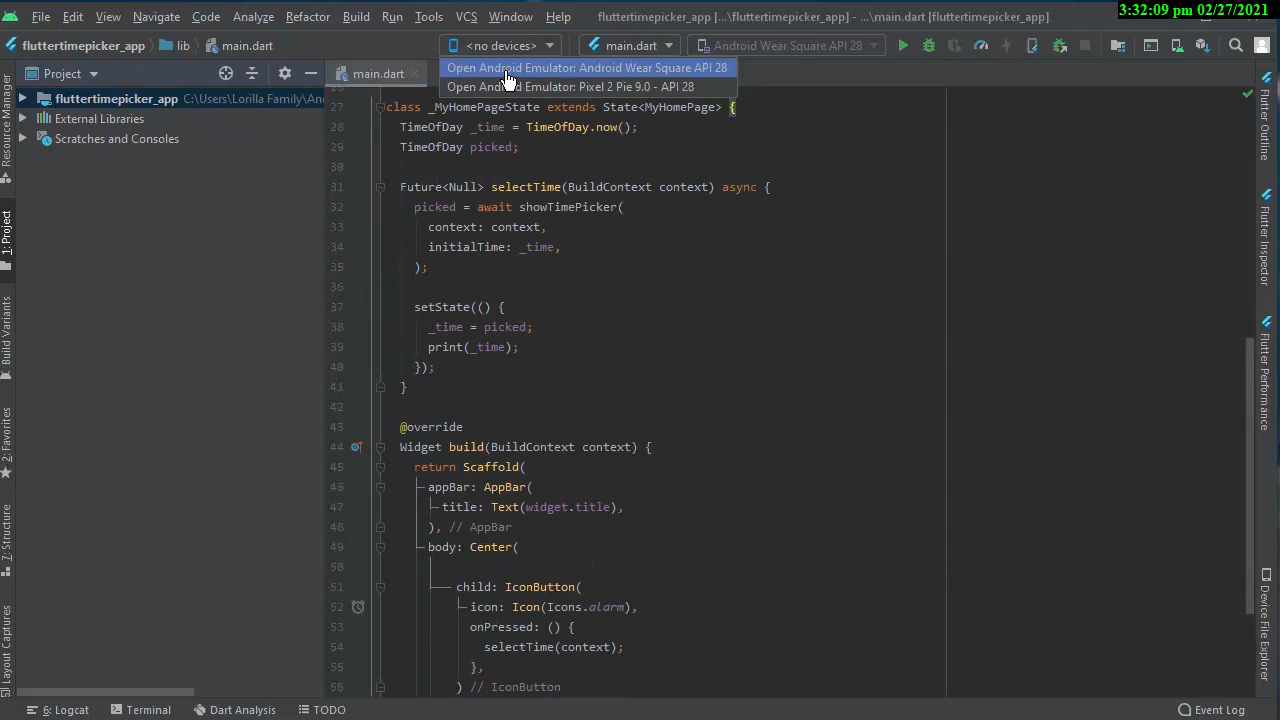 File Edit View Navigate Code Analyze Refactor Build Run Tools VCS Window Help fluttertimepicker_app [...\fluttertimepicker_app] - ...\main.dart [fluttertimepicker_app]
3:32:09 pm 02/27/2021
fluttertimepicker_app lib main.dart <no devices> main.dart Android Wear Square API 28
Open Android Emulator: Android Wear Square API 28
Open Android Emulator: Pixel 2 Pie 9.0 - API 28
Project main.dart
fluttertimepicker_app C:\Users\Lorilla Family\An
External Libraries
Scratches and Consoles
Resource Manager
1: Project
Build Variants
2: Favorites
7: Structure
Layout Captures
27 class _MyHomePageState extends State<MyHomePage> {
28 TimeOfDay _time = TimeOfDay.now();
29 TimeOfDay picked;
30
31 Future<Null> selectTime(BuildContext context) async {
32 picked = await showTimePicker(
33 context: context,
34 initialTime: _time,
35 );
36
37 setState(() {
38 _time = picked;
39 print(_time);
40 });
41 }
42
43 @override
44 Widget build(BuildContext context) {
45 return Scaffold(
46 appBar: AppBar(
47 title: Text(widget.title),
48 ), // AppBar
49 body: Center(
50
51 child: IconButton(
52 icon: Icon(Icons.alarm),
53 onPressed: () {
54 selectTime(context);
55 },
56 ) // IconButton
Flutter Outline
Flutter Inspector
Flutter Performance
Device File Explorer
6: Logcat Terminal Dart Analysis TODO Event Log